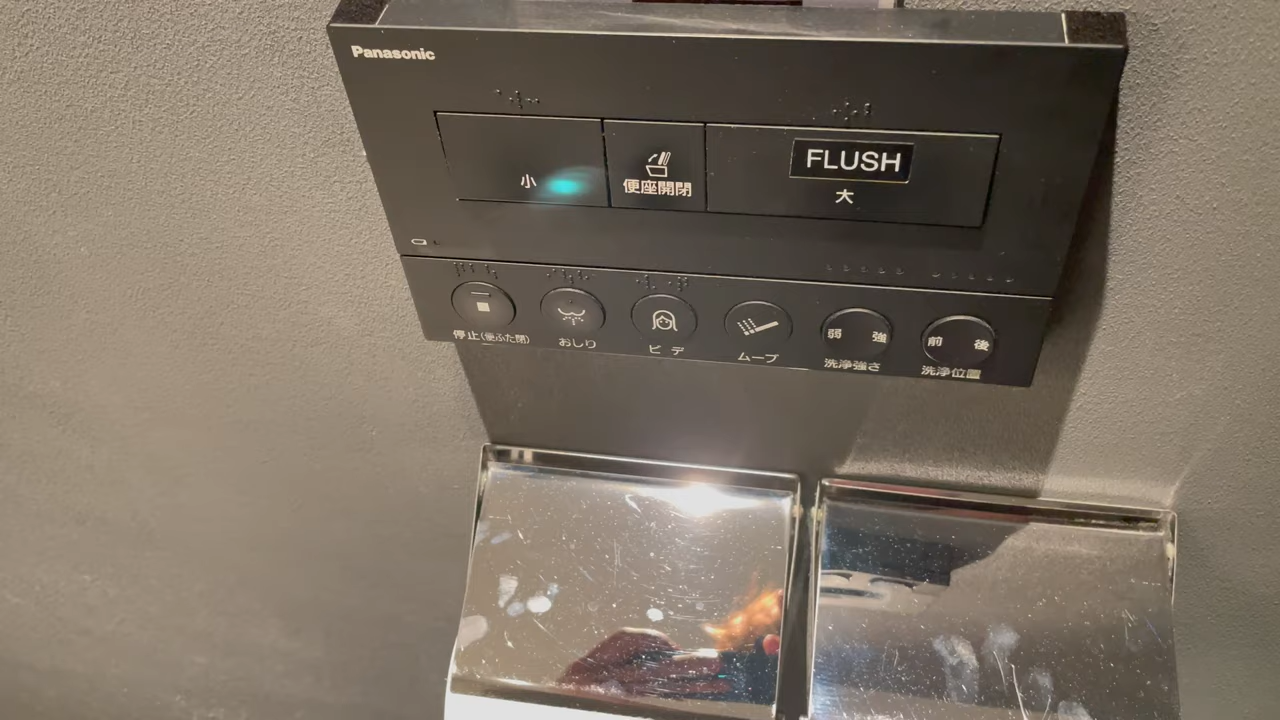 Panasonic
小
便座開閉
FLUSH
大
停止(便ふた閉)
おしり
ビデ
ムーブ
弱 強
洗浄強さ
前 後
洗浄位置